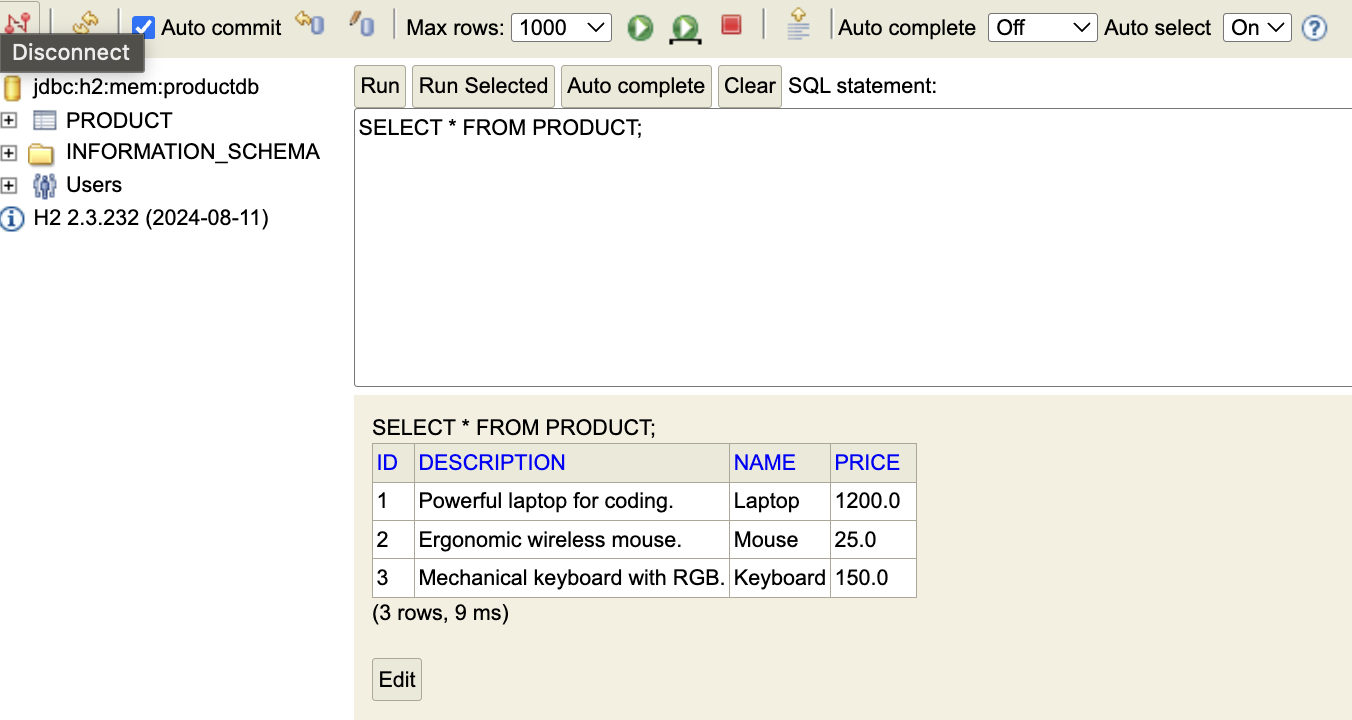 Auto commit Max rows: 1000 Auto complete Off Auto select On ?
Disconnect
jdbc:h2:mem:productdb
PRODUCT
INFORMATION_SCHEMA
Users
H2 2.3.232 (2024-08-11)
Run Run Selected Auto complete Clear SQL statement:
SELECT * FROM PRODUCT;
SELECT * FROM PRODUCT;
ID DESCRIPTION NAME PRICE
1 Powerful laptop for coding. Laptop 1200.0
2 Ergonomic wireless mouse. Mouse 25.0
3 Mechanical keyboard with RGB. Keyboard 150.0
(3 rows, 9 ms)
Edit